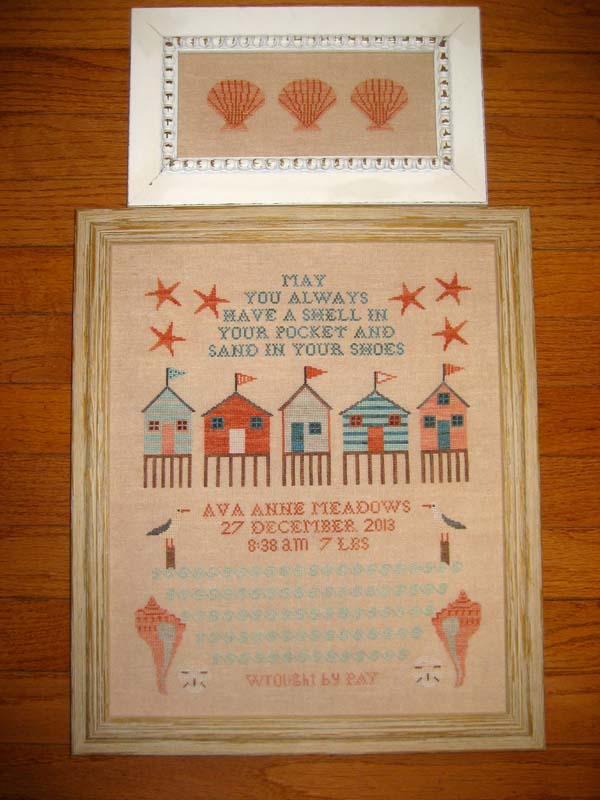 MAY
YOU ALWAYS
HAVE A SHELL IN
YOUR POCKET AND
SAND IN YOUR SHOES
AVA ANNE MEADOWS
27 DECEMBER 2013
8:38 am 7 LBS
Wrought by RAY